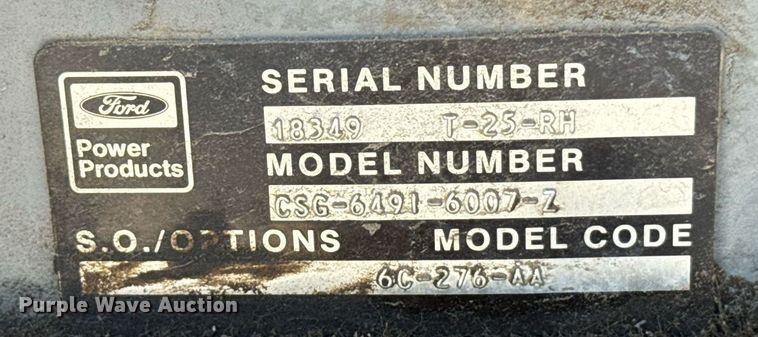 SERIAL NUMBER
Ford
18349 T-25-RH
Power
Products
MODEL NUMBER
CSG-6491-6007-Z
S.O./OPTIONS MODEL CODE
6C-276-AA
Purple Wave Auction